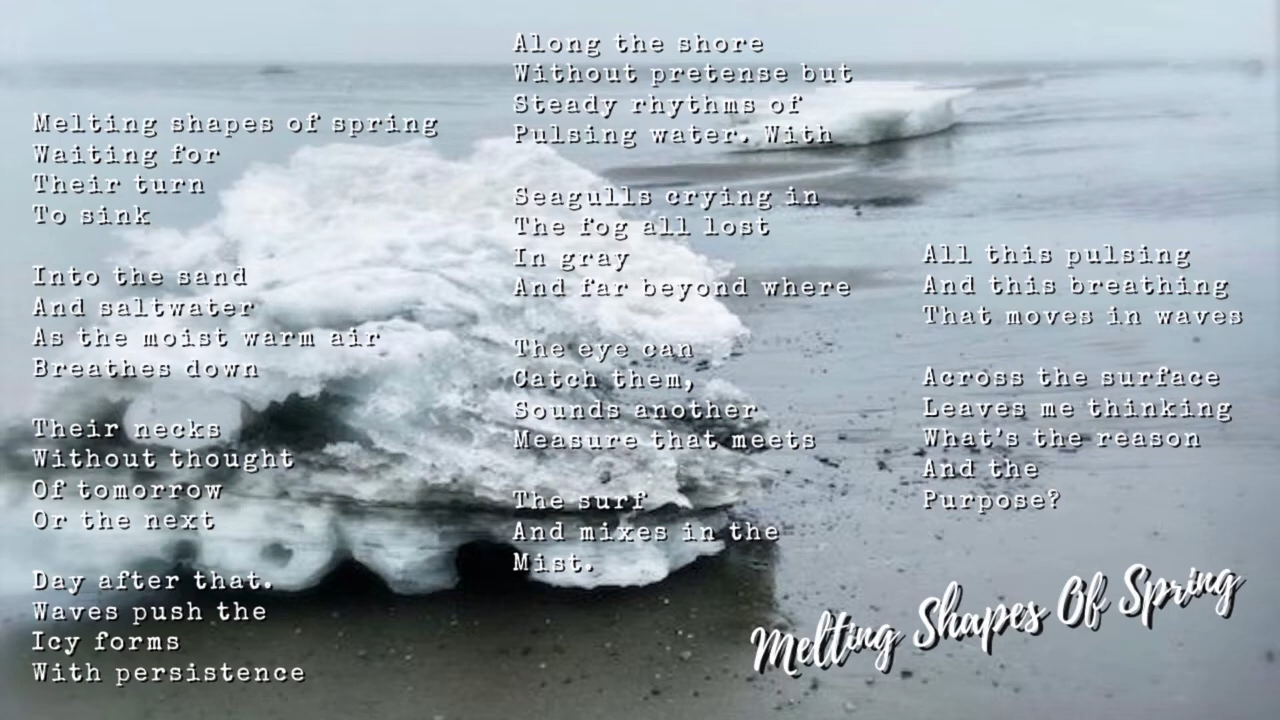 Melting shapes of spring
Waiting for
Their turn
To sink

Into the sand
And saltwater
As the moist warm air
Breathes down

Their necks
Without thought
Of tomorrow
Or the next

Day after that.
Waves push the
Icy forms
With persistence

Along the shore
Without pretense but
Steady rhythms of
Pulsing water. With

Seagulls crying in
The fog all lost
In gray
And far beyond where

The eye can
Catch them,
Sounds another
Measure that meets

The surf
And mixes in the
Mist.

All this pulsing
And this breathing
That moves in waves

Across the surface
Leaves me thinking
What's the reason
And the
Purpose?

Melting Shapes Of Spring